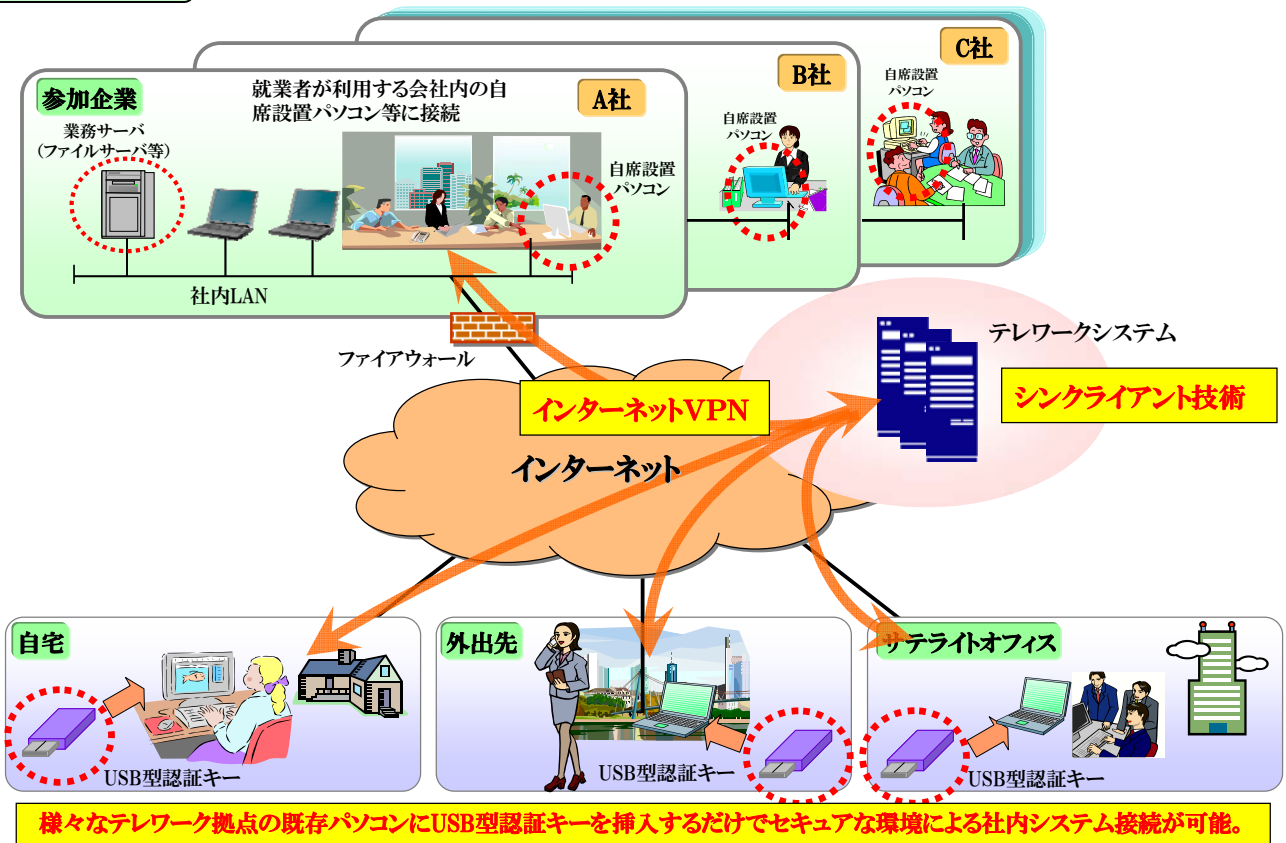 C社
自席設置
パソコン
B社
自席設置
パソコン
参加企業
就業者が利用する会社内の自
席設置パソコン等に接続
A社
業務サーバ
(ファイルサーバ等)
自席設置
パソコン
社内LAN
ファイアウォール
テレワークシステム
インターネットVPN
シンクライアント技術
インターネット
自宅
外出先
サテライトオフィス
USB型認証キー
USB型認証キー
USB型認証キー
様々なテレワーク拠点の既存パソコンにUSB型認証キーを挿入するだけでセキュアな環境による社内システム接続が可能。